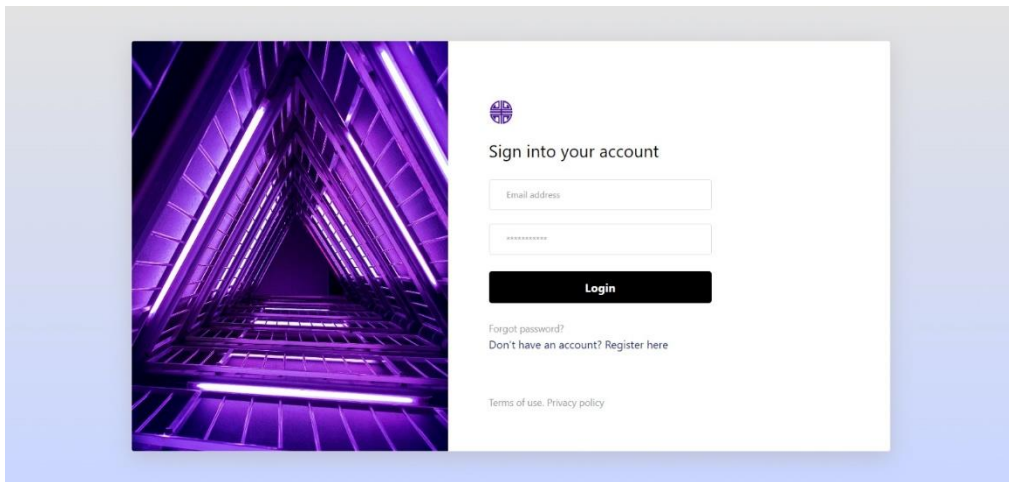 Sign into your account
Email address
***********
Login
Forgot password?
Don't have an account? Register here
Terms of use. Privacy policy